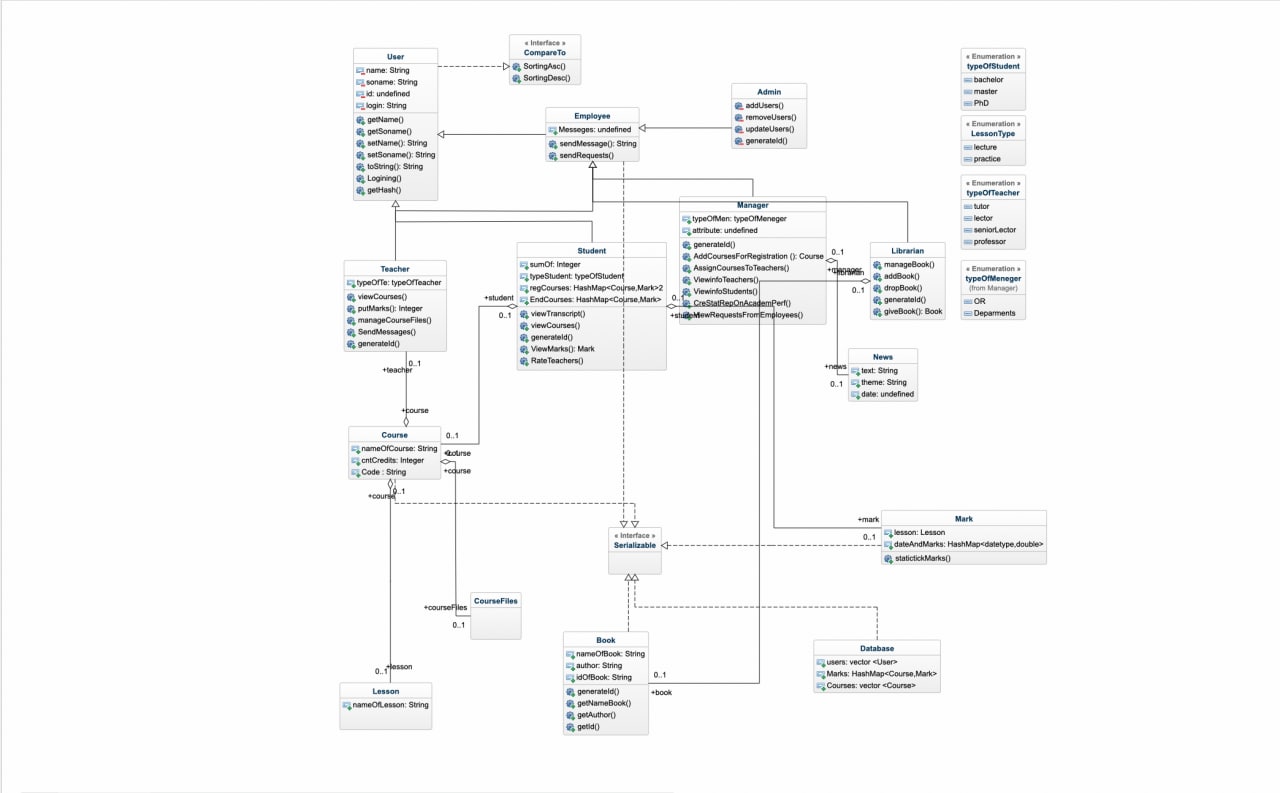 User
name: String
soname: String
id: undefined
login: String
getName()
getSoname()
setName(): String
setSoname(): String
toString(): String
Logining()
getHash()
« Interface »
CompareTo
SortingAsc()
SortingDesc()
Employee
Messeges: undefined
sendMessage(): String
sendRequests()
Admin
addUsers()
removeUsers()
updateUsers()
generateId()
« Enumeration »
typeOfStudent
bachelor
master
PhD
« Enumeration »
LessonType
lecture
practice
« Enumeration »
typeOfTeacher
tutor
lector
seniorLector
professor
« Enumeration »
typeOfMeneger
(from Manager)
OR
Deparments
Manager
typeOfMen: typeOfMeneger
attribute: undefined
generateId()
AddCoursesForRegistration (): Course
AssignCoursesToTeachers()
ViewinfoTeachers()
ViewinfoStudents()
CreStatRepOnAcademPerf()
ViewRequestsFromEmployees()
0..1
+manager
+librarian
0..1
Librarian
manageBook()
addBook()
dropBook()
generateId()
giveBook(): Book
Teacher
typeOfTe: typeOfTeacher
viewCourses()
putMarks(): Integer
manageCourseFiles()
SendMessages()
generateId()
0..1
+teacher
+course
Student
sumOf: Integer
typeStudent: typeOfStudent
regCourses: HashMap<Course,Mark>2
EndCourses: HashMap<Course,Mark>
viewTranscript()
viewCourses()
generateId()
ViewMarks(): Mark
RateTeachers()
+student
0..1
0..1
+student
+news
0..1
News
text: String
theme: String
date: undefined
Course
nameOfCourse: String
cntCredits: Integer
Code : String
0..1
+course
0..1
+course
+course
0..1
« Interface »
Serializable
+mark
0..1
Mark
lesson: Lesson
dateAndMarks: HashMap<datetype,double>
statictickMarks()
+courseFiles
0..1
CourseFiles
+lesson
0..1
Lesson
nameOfLesson: String
Book
nameOfBook: String
author: String
idOfBook: String
generateId()
getNameBook()
getAuthor()
getId()
0..1
+book
Database
users: vector <User>
Marks: HashMap<Course,Mark>
Courses: vector <Course>